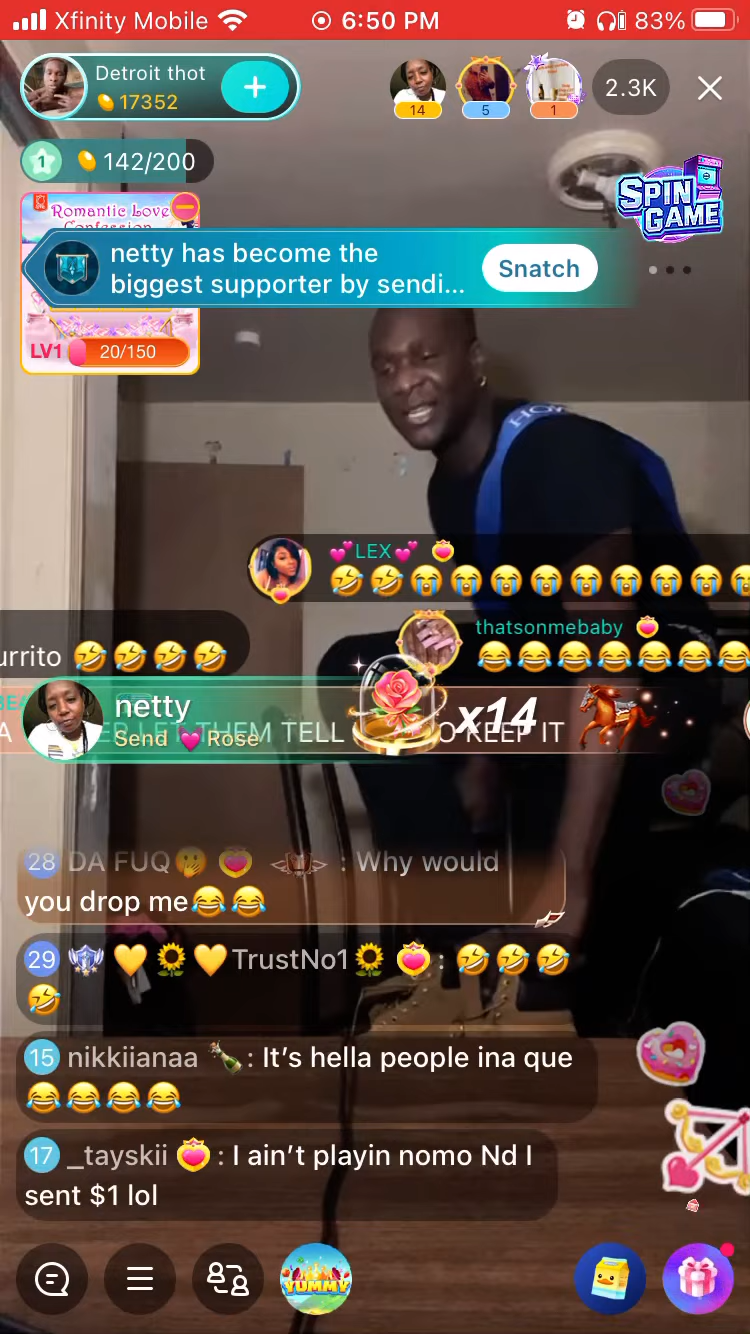 Xfinity Mobile
6:50 PM
83%
Detroit thot
17352
14
5
1
2.3K
1
142/200
SPIN
GAME
Romantic Love
Confession
netty has become the
biggest supporter by sendi...
Snatch
LV1
20/150
💕LEX💕
🤣🤣😭😭😭😭😭😭😭😭😭
thatsonmebaby
😂😂😂😂😂😂😂
urrito 🤣🤣🤣🤣
netty
Send 💓 Rose
x14
THEM TELL
KEEP IT
28 DA FUQ🤭 : Why would
you drop me😂😂
29 💛🌻💛TrustNo1🌻 : 🤣🤣🤣
🤣
15 nikkiianaa 🍾 : It’s hella people ina que
😂😂😂😂
17 _tayskii : I ain’t playin nomo Nd I
sent $1 lol
YUMMY